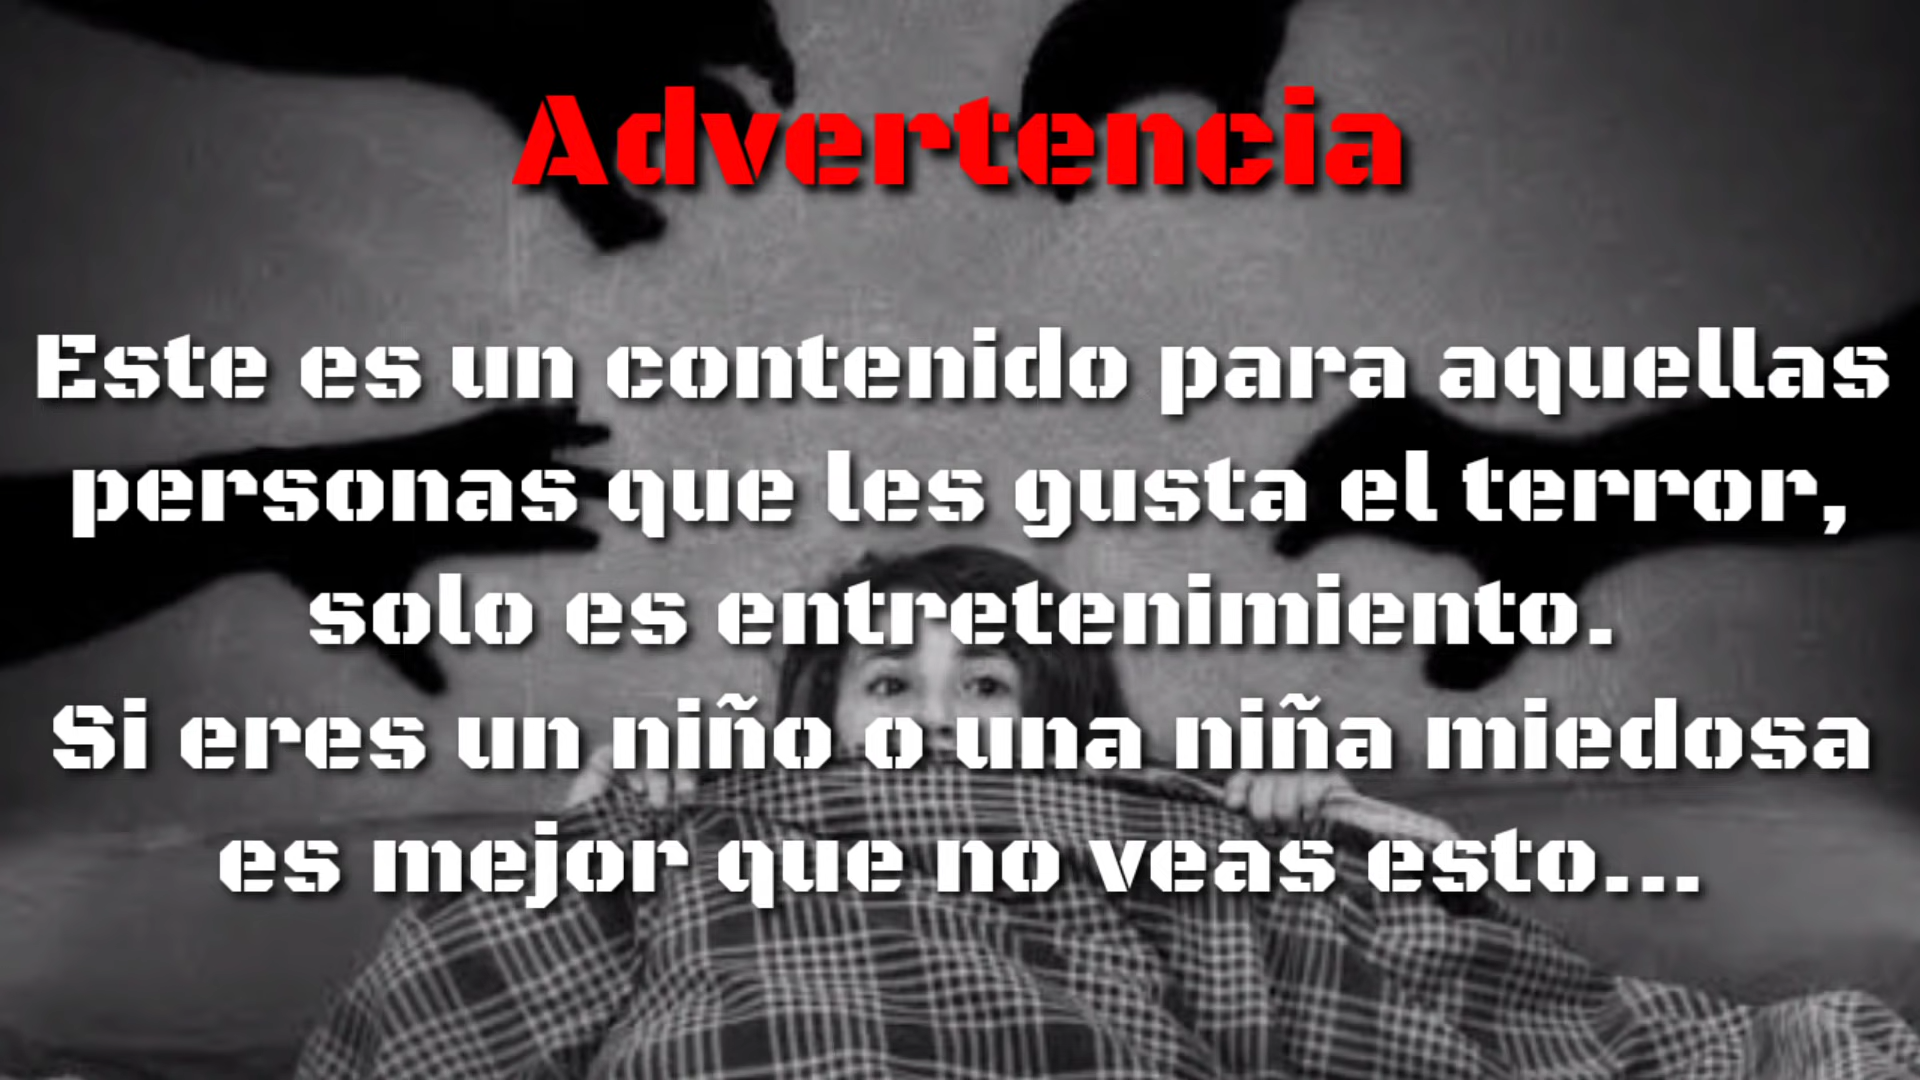 Advertencia
Este es un contenido para aquellas
personas que les gusta el terror,
solo es entretenimiento.
Si eres un niño o una niña miedosa
es mejor que no veas esto...